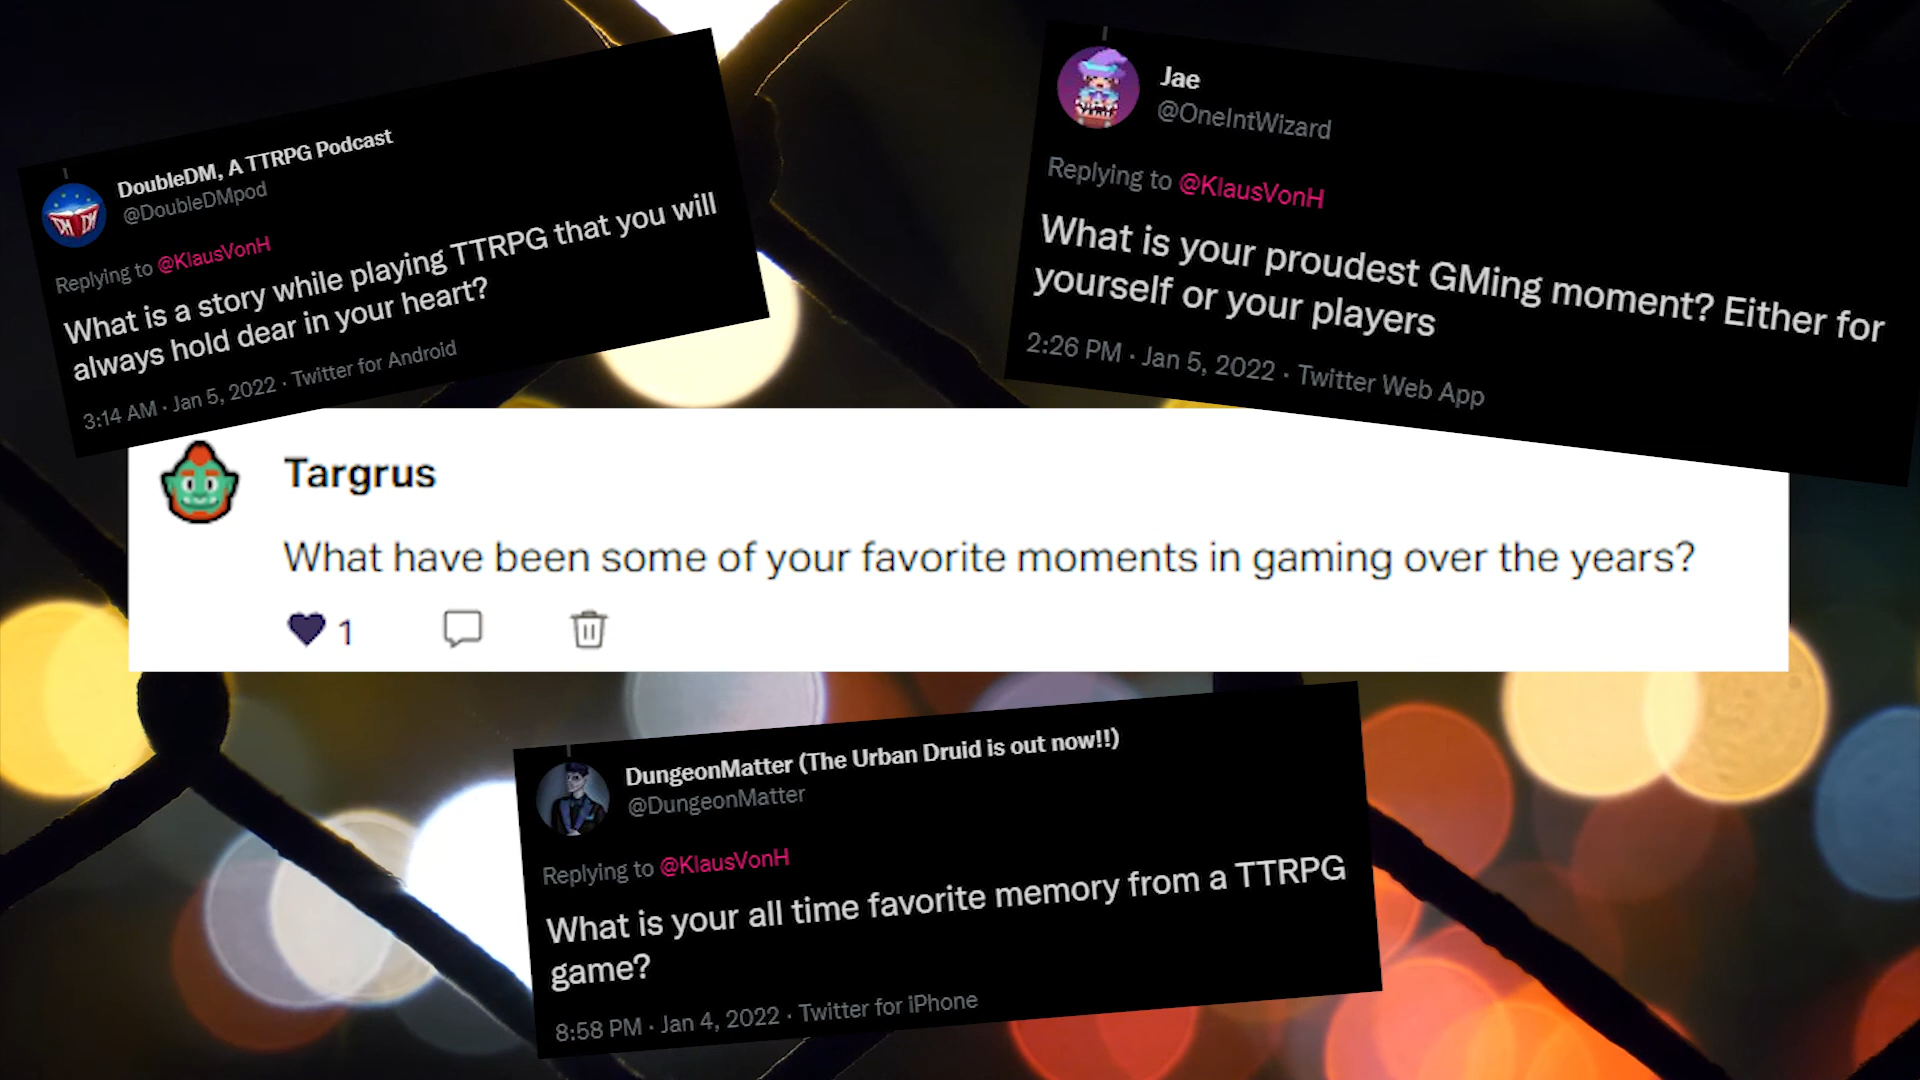 DoubleDM, A TTRPG Podcast
@DoubleDMpod
Replying to @KlausVonH
What is a story while playing TTRPG that you will
always hold dear in your heart?
3:14 AM · Jan 5, 2022 · Twitter for Android
Jae
@OneIntWizard
Replying to @KlausVonH
What is your proudest GMing moment? Either for
yourself or your players
2:26 PM · Jan 5, 2022 · Twitter Web App
Targrus
What have been some of your favorite moments in gaming over the years?
1
DungeonMatter (The Urban Druid is out now!!)
@DungeonMatter
Replying to @KlausVonH
What is your all time favorite memory from a TTRPG
game?
8:58 PM · Jan 4, 2022 · Twitter for iPhone